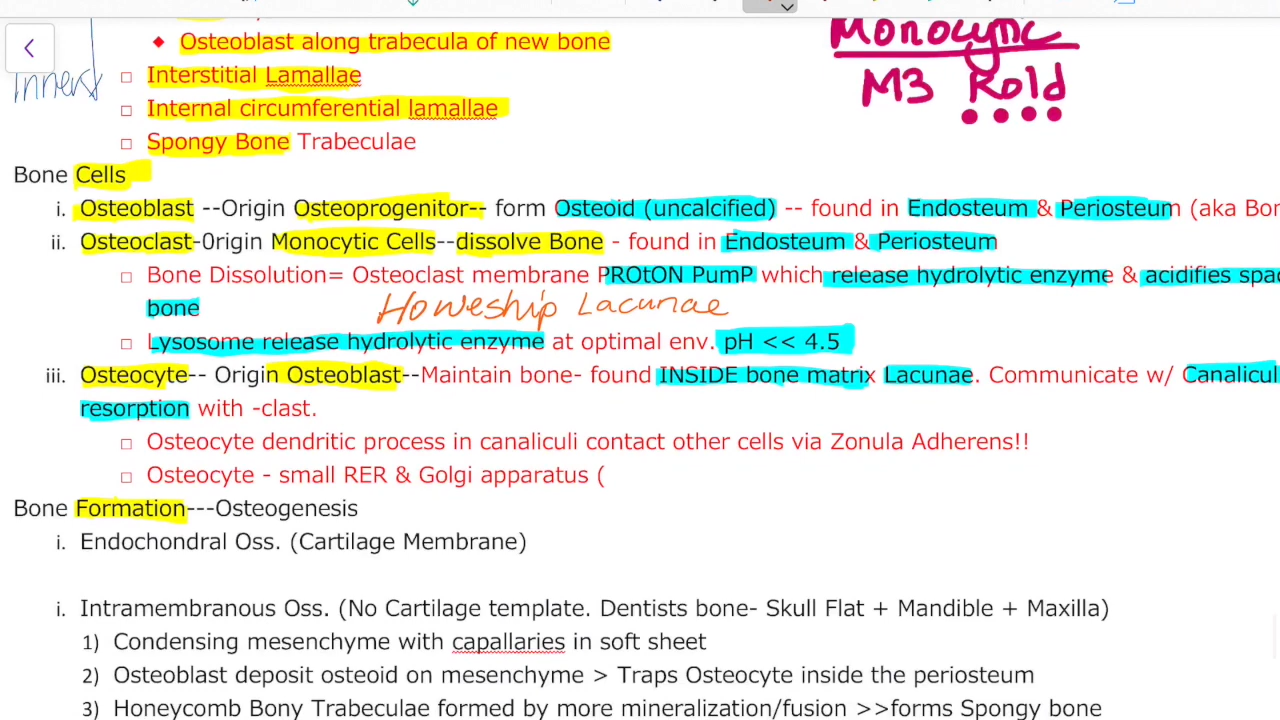 Osteoblast along trabecula of new bone
Monocytic
M3 Rold
Inner
Interstitial Lamallae
Internal circumferential lamallae
Spongy Bone Trabeculae
Bone Cells
i. Osteoblast --Origin Osteoprogenitor-- form Osteoid (uncalcified) -- found in Endosteum & Periosteum (aka Bon
ii. Osteoclast-0rigin Monocytic Cells--dissolve Bone - found in Endosteum & Periosteum
Bone Dissolution= Osteoclast membrane PROtON PumP which release hydrolytic enzyme & acidifies spac
bone
Howeship Lacunae
Lysosome release hydrolytic enzyme at optimal env. pH << 4.5
iii. Osteocyte-- Origin Osteoblast--Maintain bone- found INSIDE bone matrix Lacunae. Communicate w/ Canalicul
resorption with -clast.
Osteocyte dendritic process in canaliculi contact other cells via Zonula Adherens!!
Osteocyte - small RER & Golgi apparatus (
Bone Formation---Osteogenesis
i. Endochondral Oss. (Cartilage Membrane)
i. Intramembranous Oss. (No Cartilage template. Dentists bone- Skull Flat + Mandible + Maxilla)
1) Condensing mesenchyme with capallaries in soft sheet
2) Osteoblast deposit osteoid on mesenchyme > Traps Osteocyte inside the periosteum
3) Honeycomb Bony Trabeculae formed by more mineralization/fusion >>forms Spongy bone